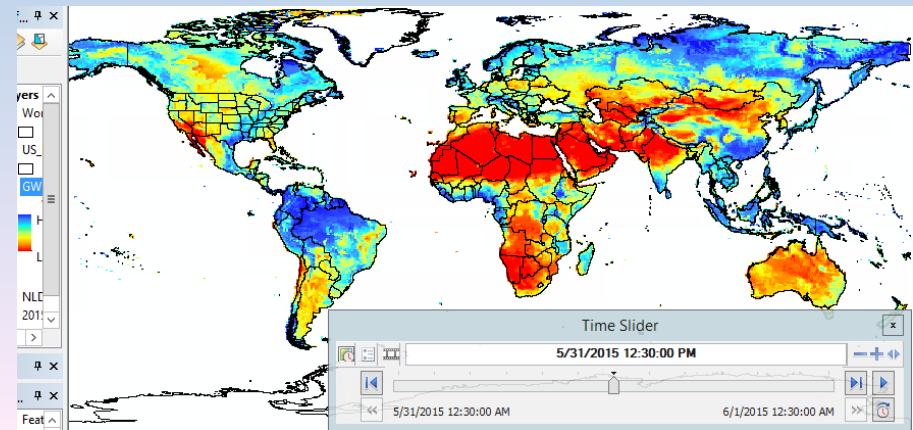 f...
yers
Wor
US_
GW
H
L
NLD
2015
Time Slider
5/31/2015 12:30:00 PM
5/31/2015 12:30:00 AM
6/1/2015 12:30:00 AM
...
Feat